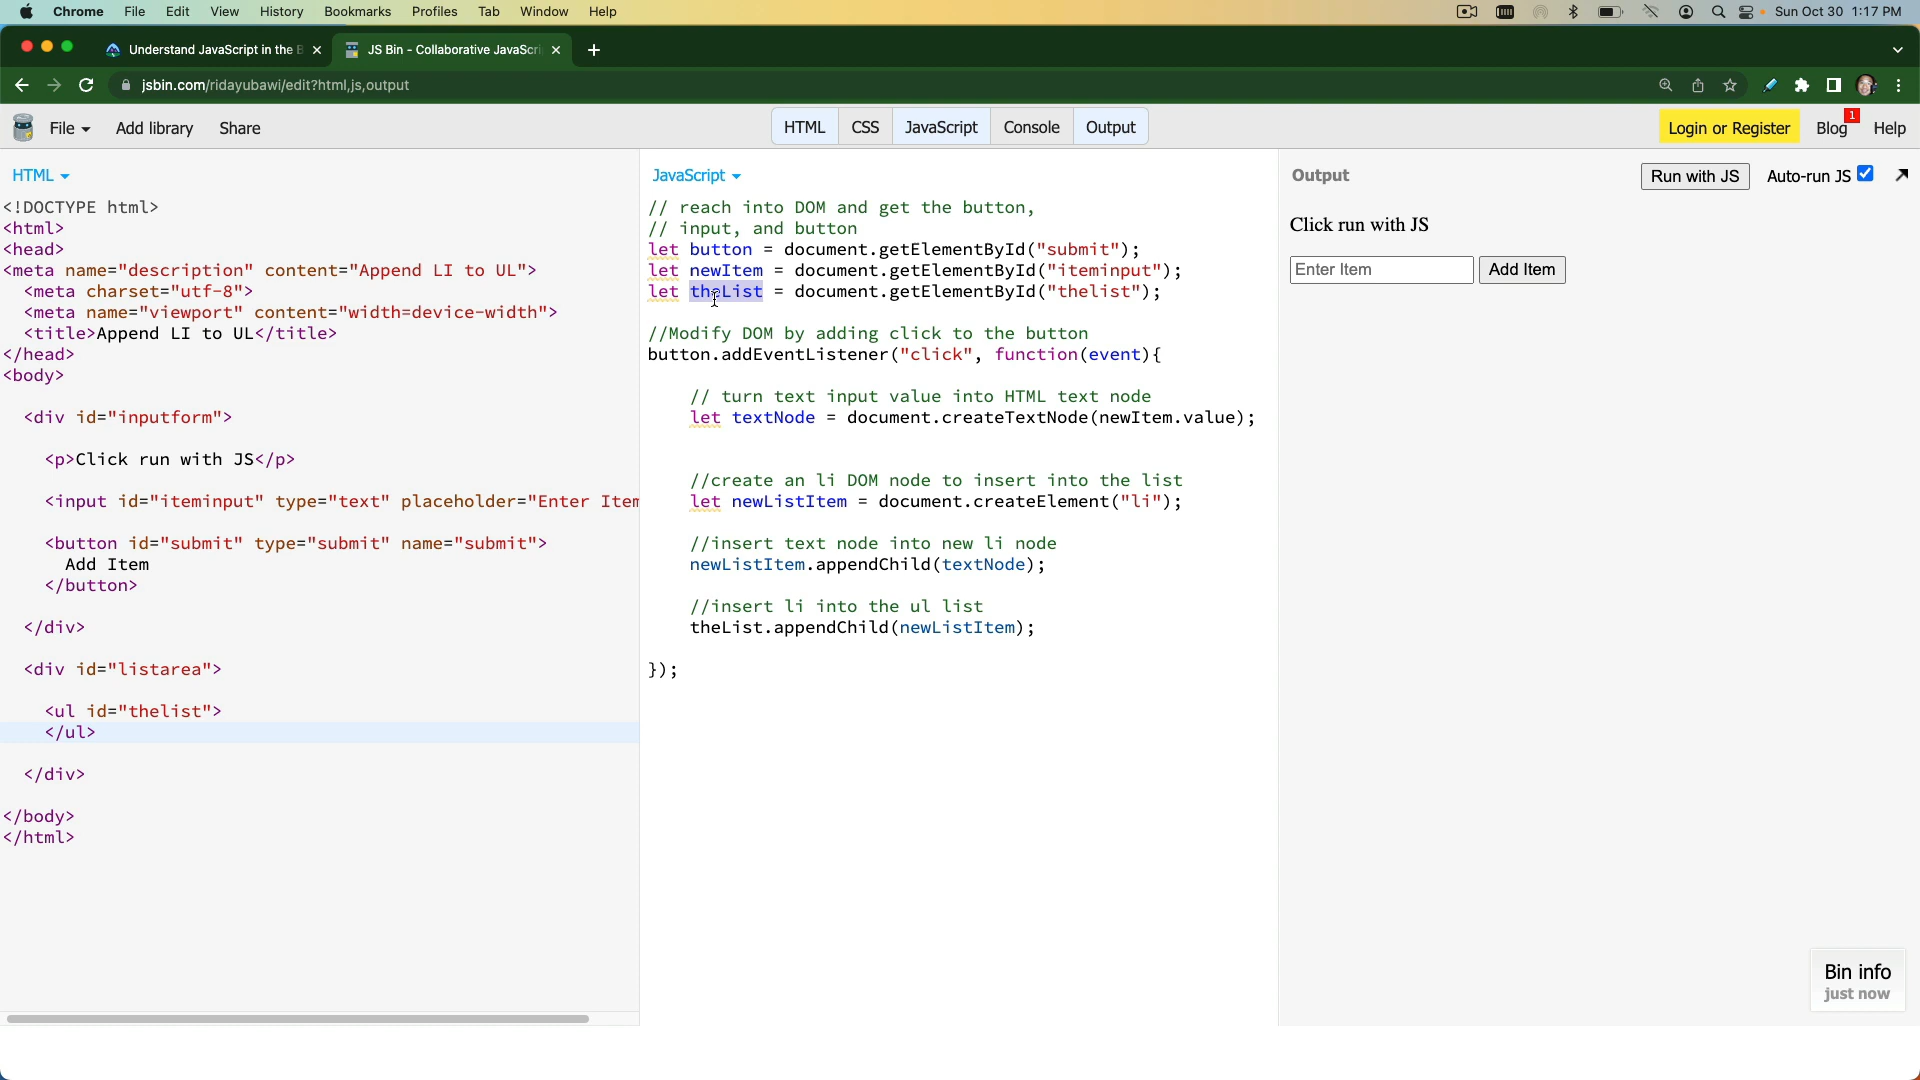 Chrome File Edit View History Bookmarks Profiles Tab Window Help Sun Oct 30 1:17 PM
Understand JavaScript in the B JS Bin - Collaborative JavaScri
jsbin.com/ridayubawi/edit?html,js,output
File Add library Share HTML CSS JavaScript Console Output Login or Register Blog 1 Help
HTML
<!DOCTYPE html>
<html>
<head>
<meta name="description" content="Append LI to UL">
<meta charset="utf-8">
<meta name="viewport" content="width=device-width">
<title>Append LI to UL</title>
</head>
<body>
<div id="inputform">
<p>Click run with JS</p>
<input id="iteminput" type="text" placeholder="Enter Item
<button id="submit" type="submit" name="submit">
Add Item
</button>
</div>
<div id="listarea">
<ul id="thelist">
</ul>
</div>
</body>
</html>
JavaScript
// reach into DOM and get the button,
// input, and button
let button = document.getElementById("submit");
let newItem = document.getElementById("iteminput");
let theList = document.getElementById("thelist");
//Modify DOM by adding click to the button
button.addEventListener("click", function(event){
// turn text input value into HTML text node
let textNode = document.createTextNode(newItem.value);
//create an li DOM node to insert into the list
let newListItem = document.createElement("li");
//insert text node into new li node
newListItem.appendChild(textNode);
//insert li into the ul list
theList.appendChild(newListItem);
});
Output Run with JS Auto-run JS
Click run with JS
Enter Item Add Item
Bin info
just now